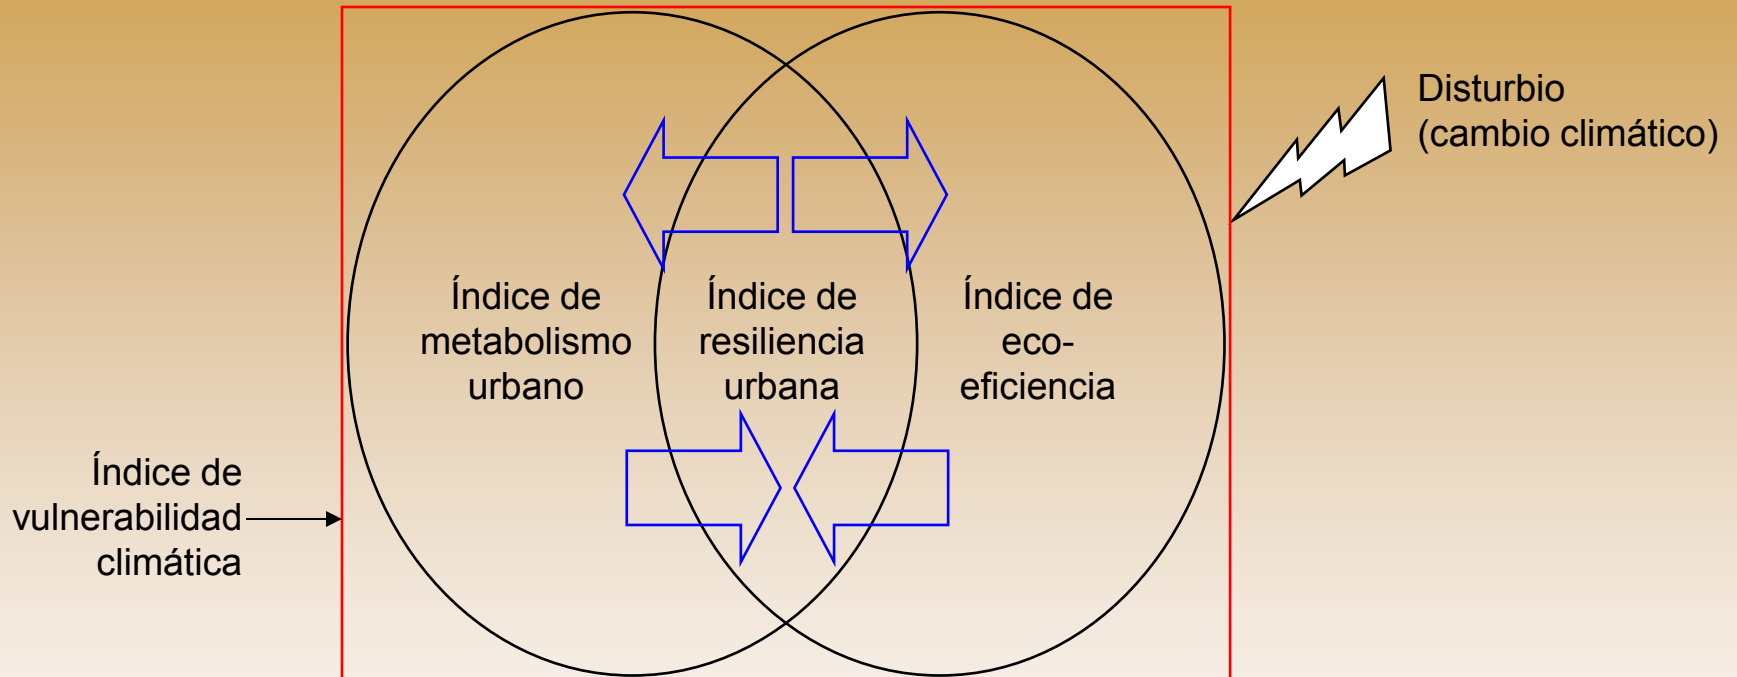 Disturbio
(cambio climático)
Índice de
metabolismo
urbano
Índice de
resiliencia
urbana
Índice de
eco-
eficiencia
Índice de
vulnerabilidad
climática